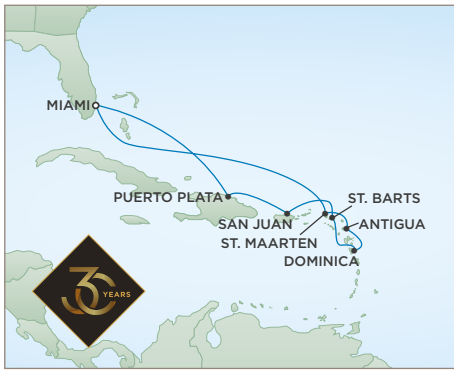 MIAMI
PUERTO PLATA
ST. BARTS
SAN JUAN
ANTIGUA
ST. MAARTEN
DOMINICA
30
YEARS